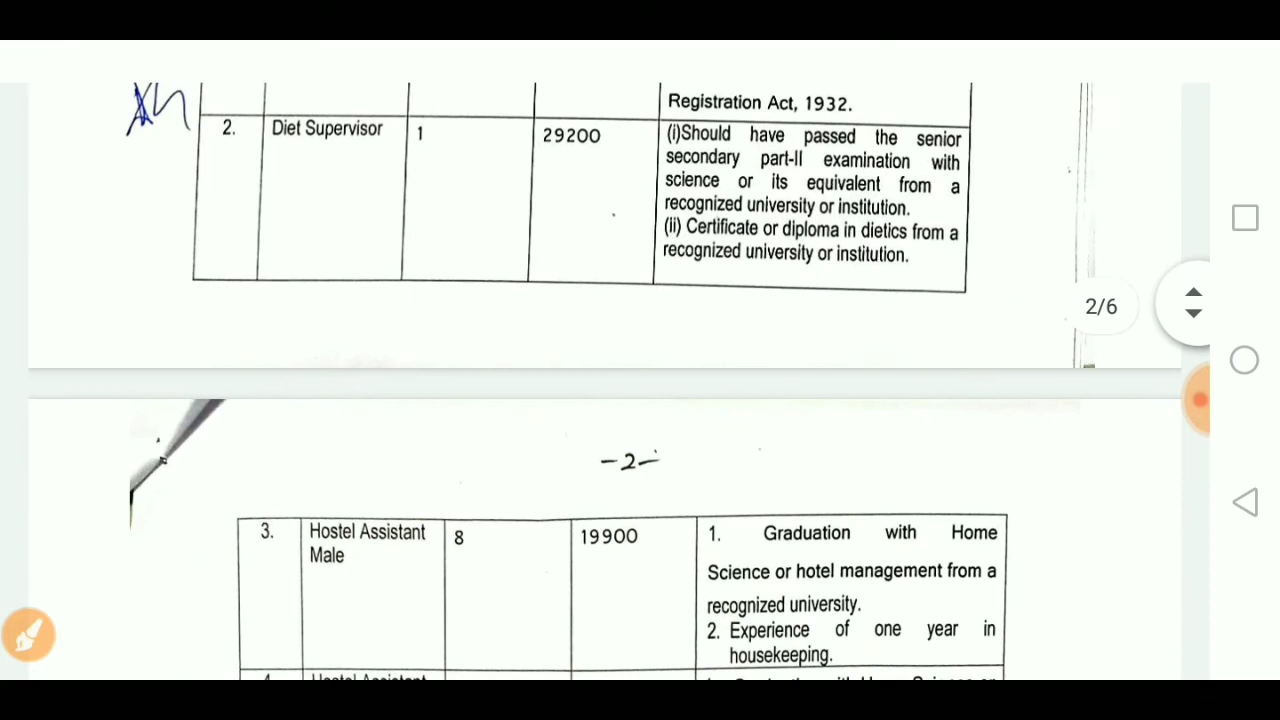 Registration Act, 1932.
2. Diet Supervisor 1 29200 (i)Should have passed the senior
secondary part-II examination with
science or its equivalent from a
recognized university or institution.
(ii) Certificate or diploma in dietics from a
recognized university or institution.
2/6
-2-
3. Hostel Assistant 8 19900 1. Graduation with Home
Male
Science or hotel management from a
recognized university.
2. Experience of one year in
housekeeping.